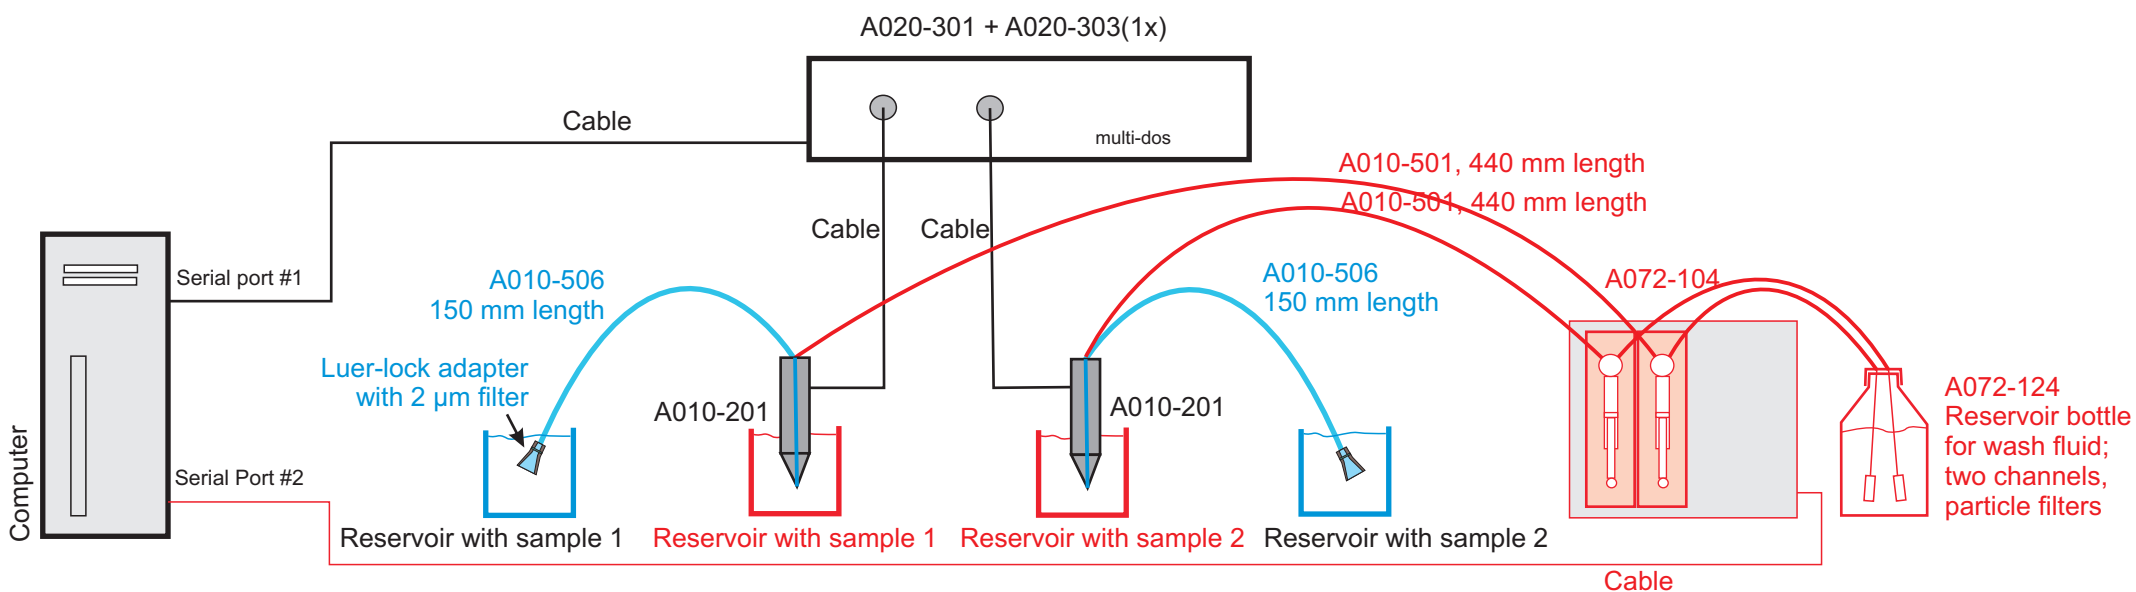 A020-301 + A020-303(1x)
Cable
multi-dos
A010-501, 440 mm length
A010-501, 440 mm length
Cable
Cable
Serial port #1
A010-506
150 mm length
A010-506
150 mm length
A072-104
Luer-lock adapter
with 2 µm filter
A010-201
A010-201
A072-124
Reservoir bottle
for wash fluid;
two channels,
particle filters
Computer
Serial Port #2
Reservoir with sample 1
Reservoir with sample 1
Reservoir with sample 2
Reservoir with sample 2
Cable